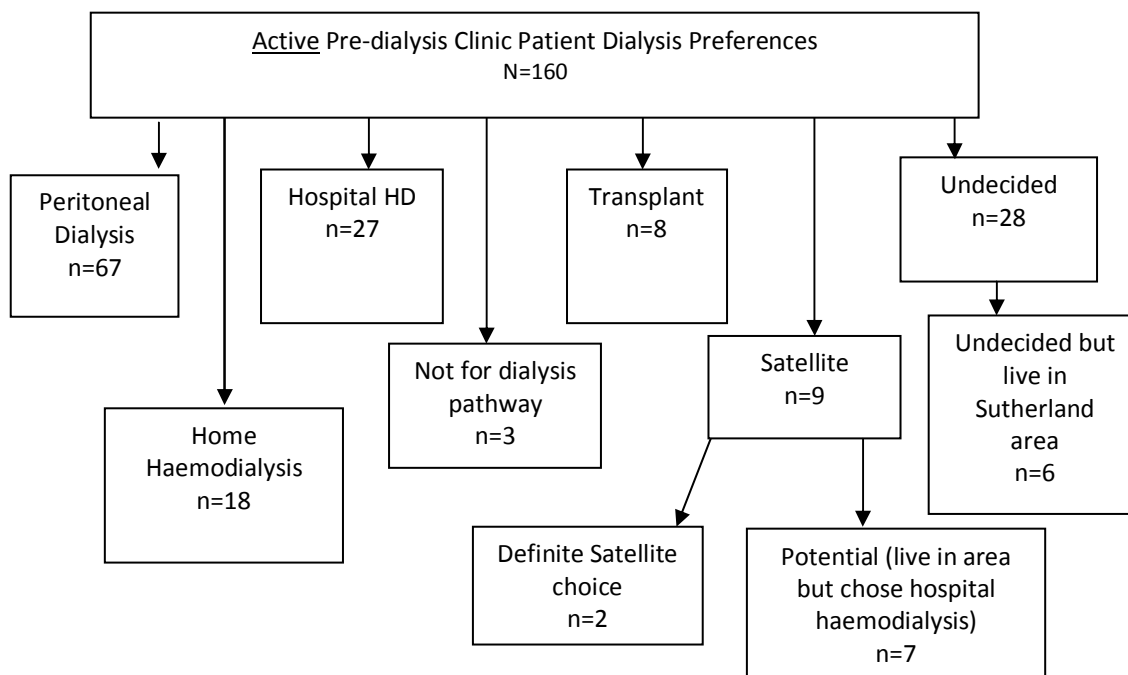 Active Pre-dialysis Clinic Patient Dialysis Preferences
N=160
Peritoneal
Dialysis
n=67
Hospital HD
n=27
Transplant
n=8
Undecided
n=28
Home
Haemodialysis
n=18
Not for dialysis
pathway
n=3
Satellite
n=9
Undecided but
live in
Sutherland
area
n=6
Definite Satellite
choice
n=2
Potential (live in area
but chose hospital
haemodialysis)
n=7